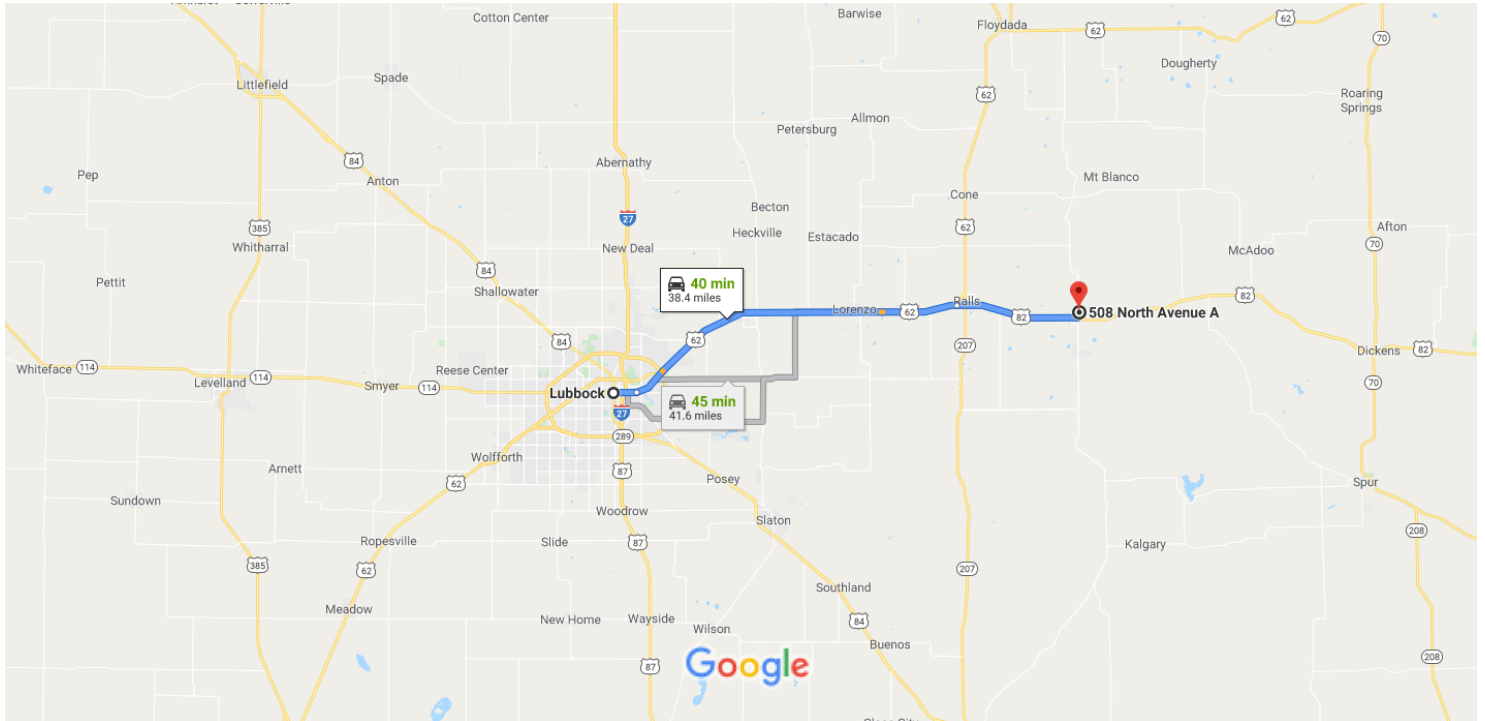 Cotton Center
Barwise
Floydada
62
62
70
Dougherty
Spade
Littlefield
62
Roaring
Springs
Allmon
Petersburg
84
Abernathy
Pep
Anton
Mt Blanco
Cone
Becton
27
385
62
Heckville
Estacado
Afton
Whitharral
New Deal
70
McAdoo
84
Pettit
40 min
38.4 miles
Shallowater
82
Ralls
Lorenzo
62
508 North Avenue A
82
62
84
207
Dickens
82
Whiteface
114
Reese Center
Levelland
114
Smyer
114
70
Lubbock
45 min
41.6 miles
27
289
Wolfforth
Arnett
87
Posey
62
Spur
Sundown
Woodrow
Slaton
208
Ropesville
Slide
87
Kalgary
385
62
207
Southland
Meadow
New Home
Wayside
84
Wilson
Buenos
208
87
Google